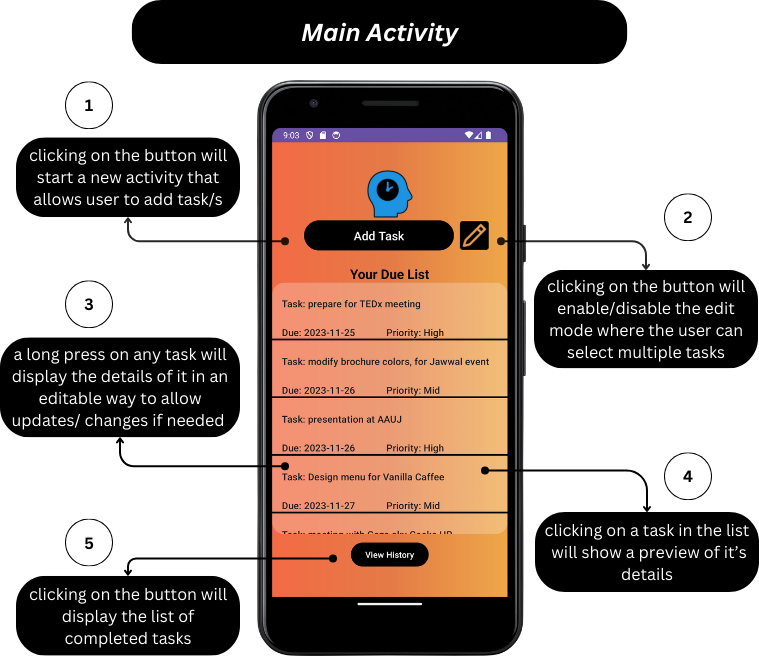 Main Activity
1
clicking on the button will
start a new activity that
allows user to add task/s
2
clicking on the button will
enable/disable the edit
mode where the user can
select multiple tasks
3
a long press on any task will
display the details of it in an
editable way to allow
updates/ changes if needed
4
clicking on a task in the list
will show a preview of it's
details
5
clicking on the button will
display the list of
completed tasks
9:03
Add Task
Your Due List
Task: prepare for TEDx meeting
Due: 2023-11-25 Priority: High
Task: modify brochure colors, for Jawwal event
Due: 2023-11-26 Priority: Mid
Task: presentation at AAUJ
Due: 2023-11-26 Priority: High
Task: Design menu for Vanilla Caffee
Due: 2023-11-27 Priority: Mid
Task: meeting with Gaza sky Geeks HR
View History